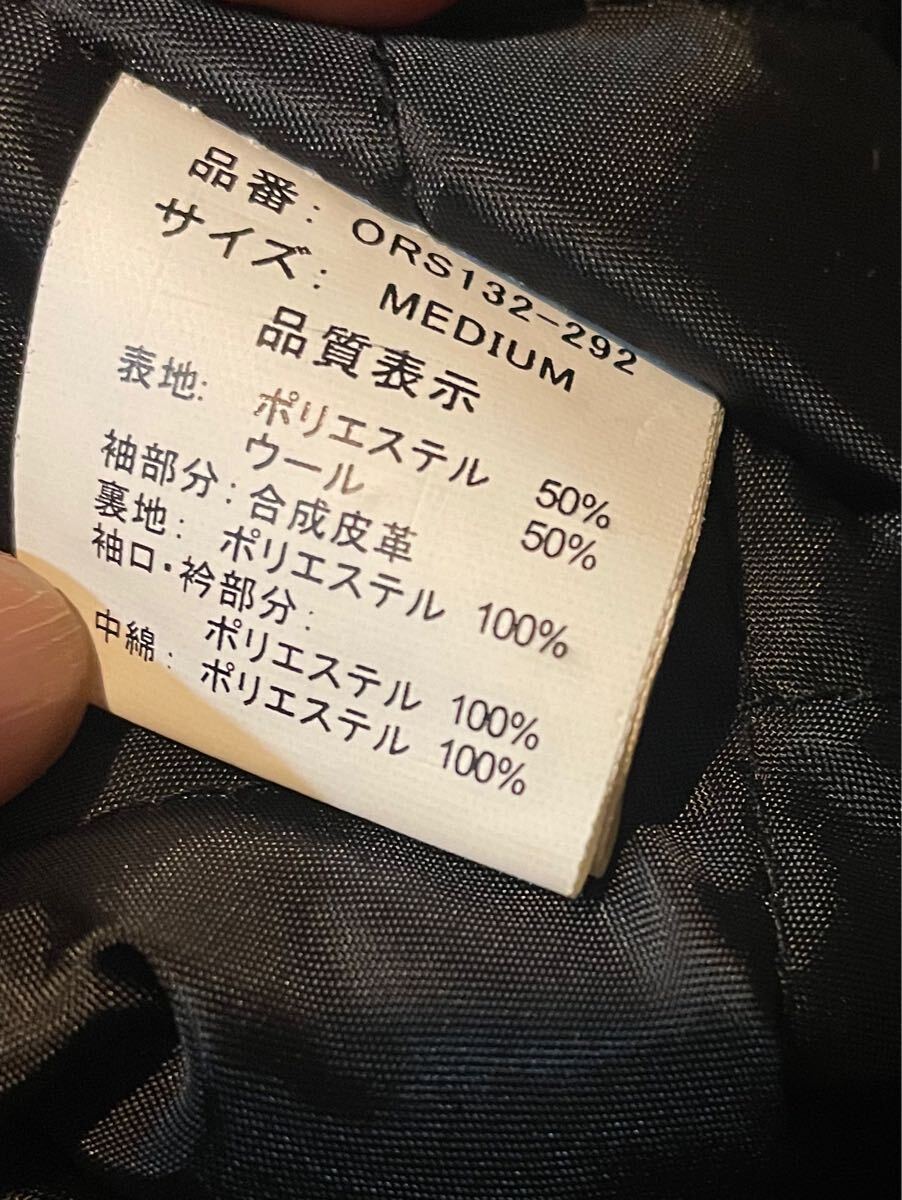 品番: ORS132-292
サイズ: MEDIUM
品質表示
表地: ポリエステル 50%
ウール 50%
袖部分: 合成皮革
裏地: ポリエステル 100%
袖口・衿部分:
ポリエステル 100%
中綿: ポリエステル 100%